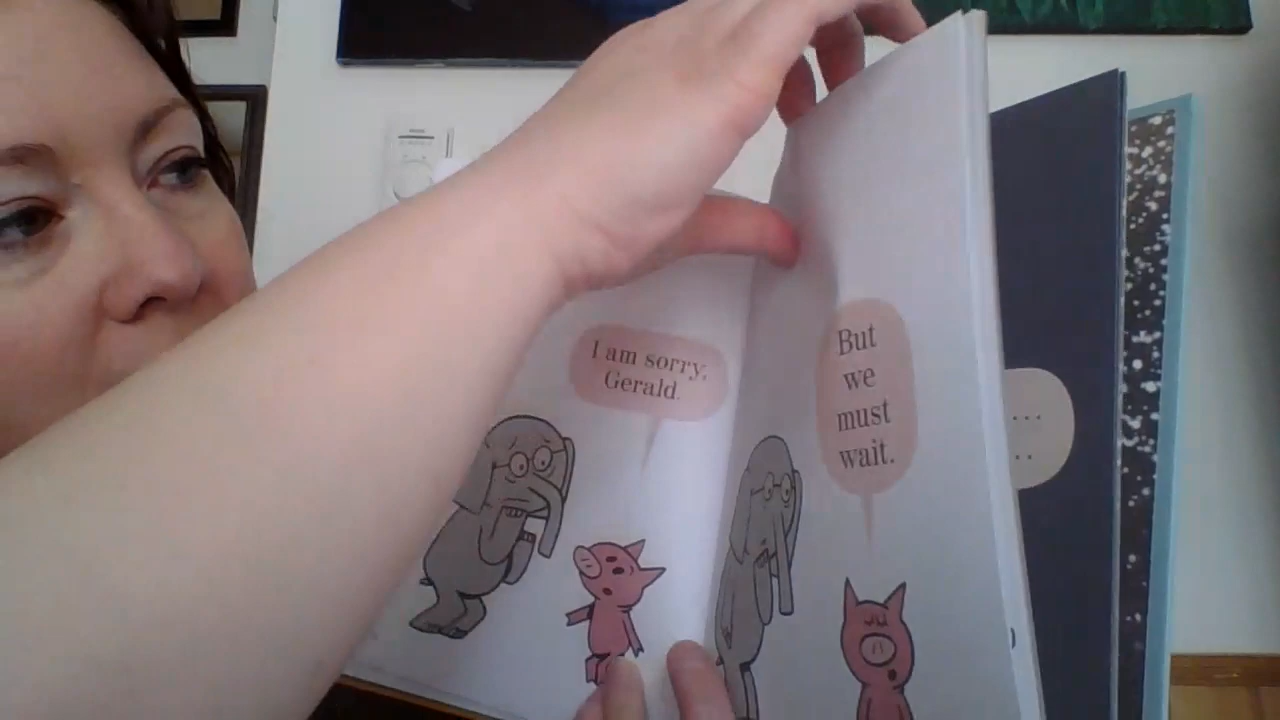 I am sorry,
Gerald.
But
we
must
wait.
...
..